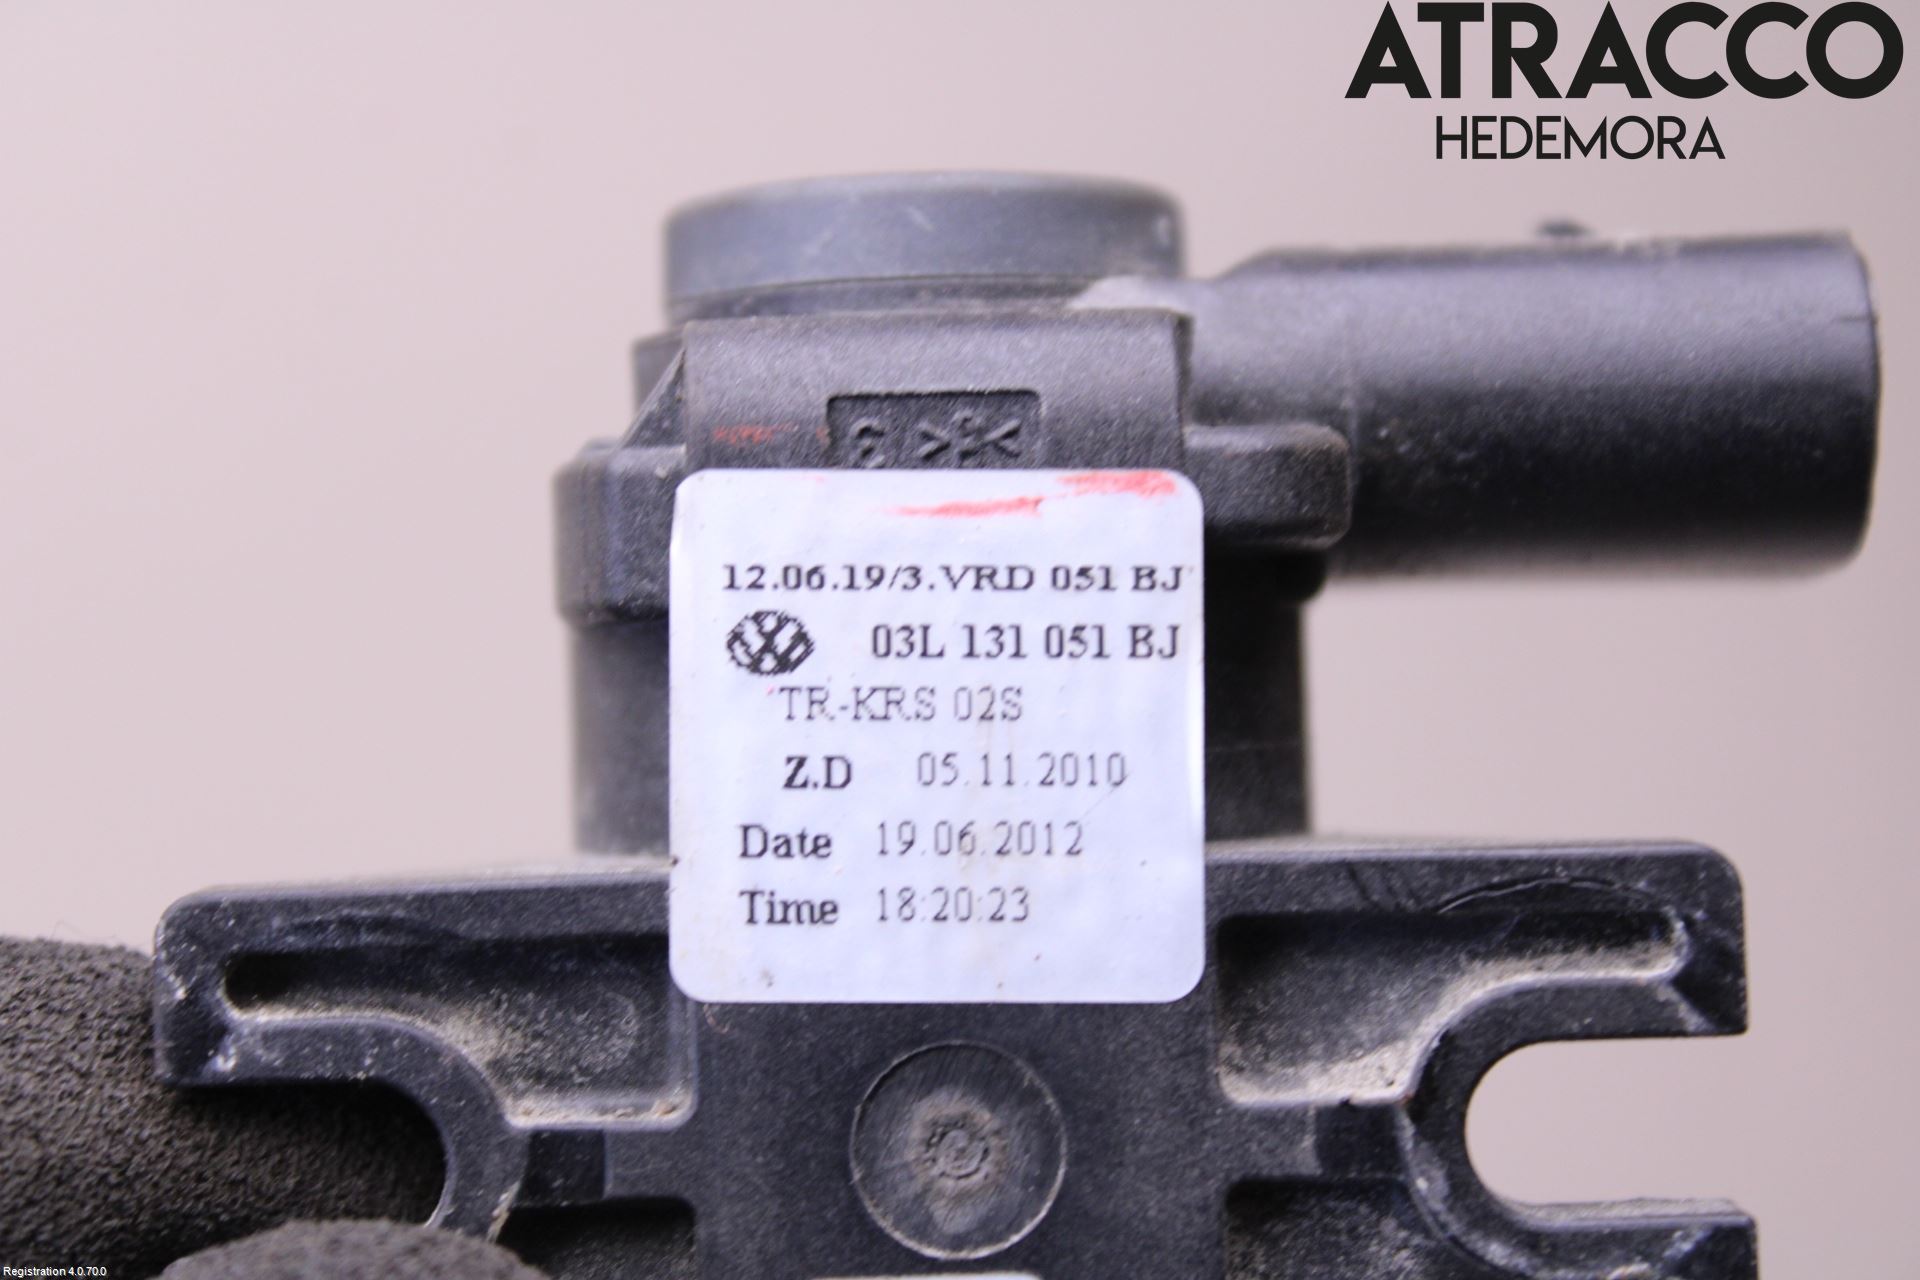 ATRACCO
HEDEMORA
12.06.19/3.VRD 051 BJ
03L 131 051 BJ
TR-KRS 02S
Z.D 05.11.2010
Date 19.06.2012
Time 18:20:23
Registration 4.0.70.0